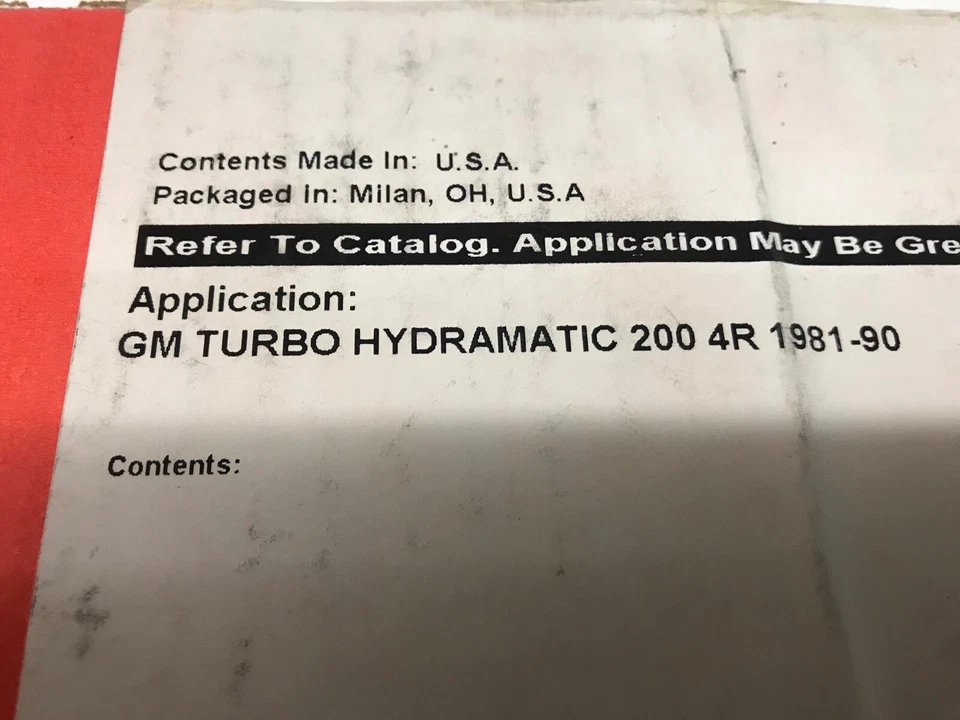 Contents Made In: U.S.A.
Packaged in: Milan, OH, U.S.A
Refer To Catalog. Application May Be Gre
Application:
GM TURBO HYDRAMATIC 200 4R 1981-90
Contents: